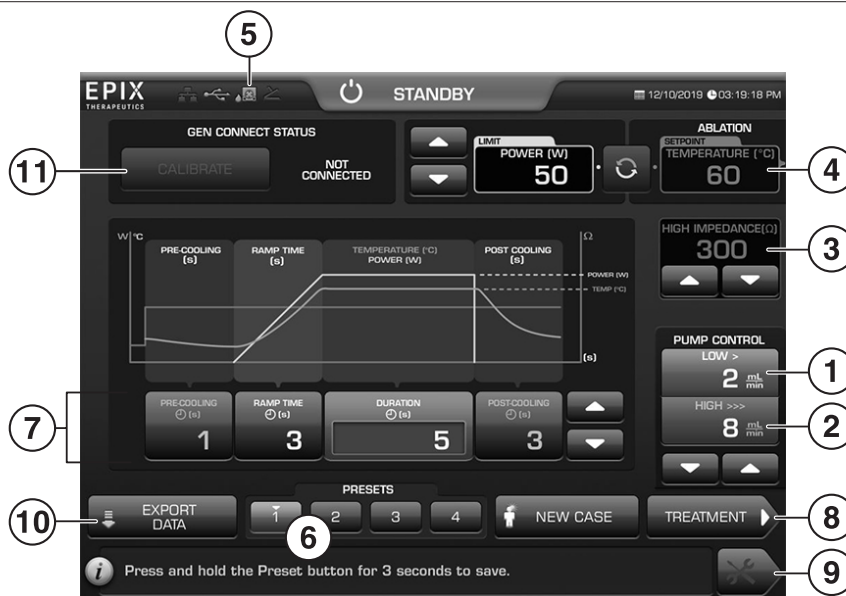 5
EPIX
THERAPEUTICS
STANDBY
12/10/2019 03:19:18 PM
GEN CONNECT STATUS
CALIBRATE
NOT
CONNECTED
11
LIMIT
POWER (W)
50
ABLATION
SETPOINT
TEMPERATURE (°C)
60
4
HIGH IMPEDANCE(Ω)
300
3
W °C
PRE-COOLING
(s)
RAMP TIME
(s)
TEMPERATURE (°C)
POWER (W)
POST COOLING
(s)
Ω
POWER (W)
TEMP (°C)
(s)
PUMP CONTROL
LOW >
2 mL/min
1
HIGH >>>
8 mL/min
2
7
PRE-COOLING
(s)
1
RAMP TIME
(s)
3
DURATION
(s)
5
POST-COOLING
(s)
3
10
EXPORT
DATA
PRESETS
1 2 3 4
6
NEW CASE
TREATMENT
8
i
Press and hold the Preset button for 3 seconds to save.
9